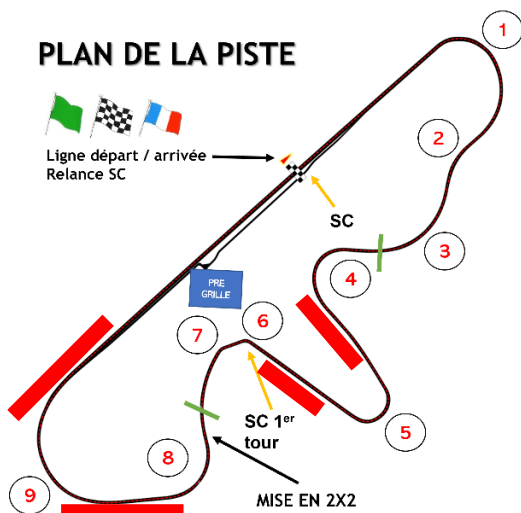 PLAN DE LA PISTE
1
Ligne départ / arrivée
Relance SC
2
SC
3
4
PRE
GRILLE
7
6
5
SC 1er
tour
8
MISE EN 2X2
9